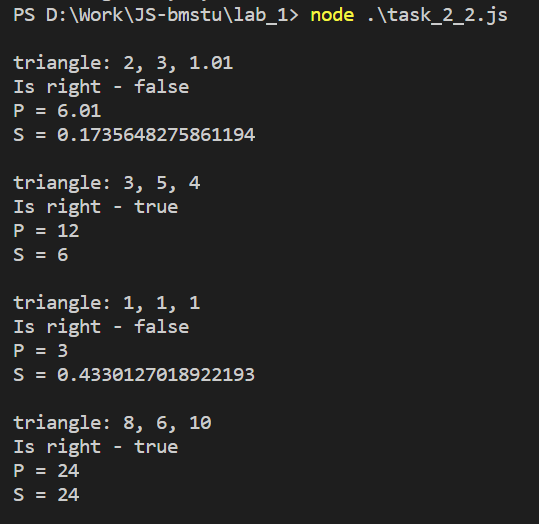 PS D:\Work\JS-bmstu\lab_1> node .\task_2_2.js
triangle: 2, 3, 1.01
Is right - false
P = 6.01
S = 0.1735648275861194
triangle: 3, 5, 4
Is right - true
P = 12
S = 6
triangle: 1, 1, 1
Is right - false
P = 3
S = 0.4330127018922193
triangle: 8, 6, 10
Is right - true
P = 24
S = 24